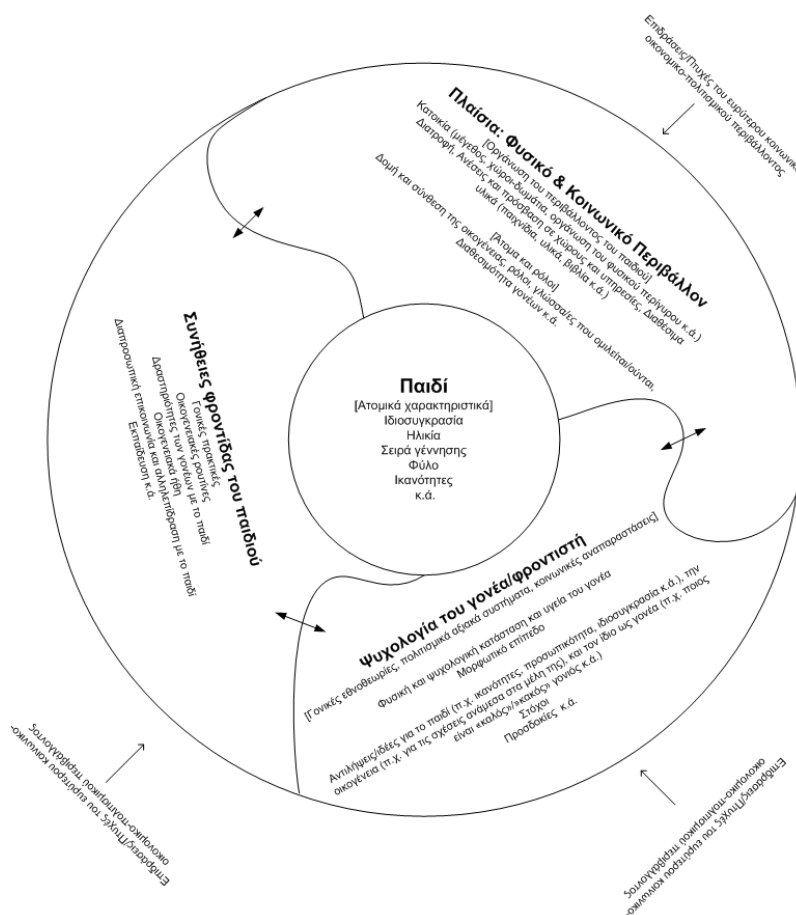 Επιδράσεις/Πτυχές του ευρύτερου κοινωνικο-
οικονομικο-πολιτισμικού περιβάλλοντος
Πλαίσια: Φυσικό & Κοινωνικό Περιβάλλον
[Οργάνωση του περιβάλλοντος του παιδιού]
Κατοικία (μέγεθος, χώροι-δωμάτια, οργάνωση του φυσικού περίγυρου κ.ά.)
Διατροφή, Ανέσεις και πρόσβαση σε χώρους και υπηρεσίες, Διαθέσιμα
υλικά (παιχνίδια, υλικά, βιβλία κ.ά.)
[Άτομα και ρόλοι]
Δομή και σύνθεση της οικογένειας, ρόλοι, γλώσσα/ες που ομιλείται/ούνται,
Διαθεσιμότητα γονέων κ.ά.
Παιδί
[Ατομικά χαρακτηριστικά]
Ιδιοσυγκρασία
Ηλικία
Σειρά γέννησης
Φύλο
Ικανότητες
κ.ά.
Συνήθειες φροντίδας του παιδιού
Γονικές πρακτικές
Οικογενειακές ρουτίνες
Δραστηριότητες των γονέων με το παιδί
Οικογενειακά ήθη
Διαπροσωπική επικοινωνία και αλληλεπίδραση με το παιδί
Εκπαίδευση κ.ά.
Ψυχολογία του γονέα/φροντιστή
[Γονικές εθνοθεωρίες, πολιτισμικά αξιακά συστήματα, κοινωνικές αναπαραστάσεις]
Φυσική και ψυχολογική κατάσταση και υγεία του γονέα
Μορφωτικό επίπεδο
Αντιλήψεις/ιδέες για το παιδί (π.χ. ικανότητες, προσωπικότητα, ιδιοσυγκρασία κ.ά.), την
οικογένεια (π.χ. για τις σχέσεις ανάμεσα στα μέλη της), και τον ίδιο ως γονέα (π.χ. ποιος
είναι «καλός»/»κακός» γονιός κ.ά.)
Στόχοι
Προσδοκίες κ.ά.
Επιδράσεις/Πτυχές του ευρύτερου κοινωνικο-
οικονομικο-πολιτισμικού περιβάλλοντος
Επιδράσεις/Πτυχές του ευρύτερου κοινωνικο-
οικονομικο-πολιτισμικού περιβάλλοντος